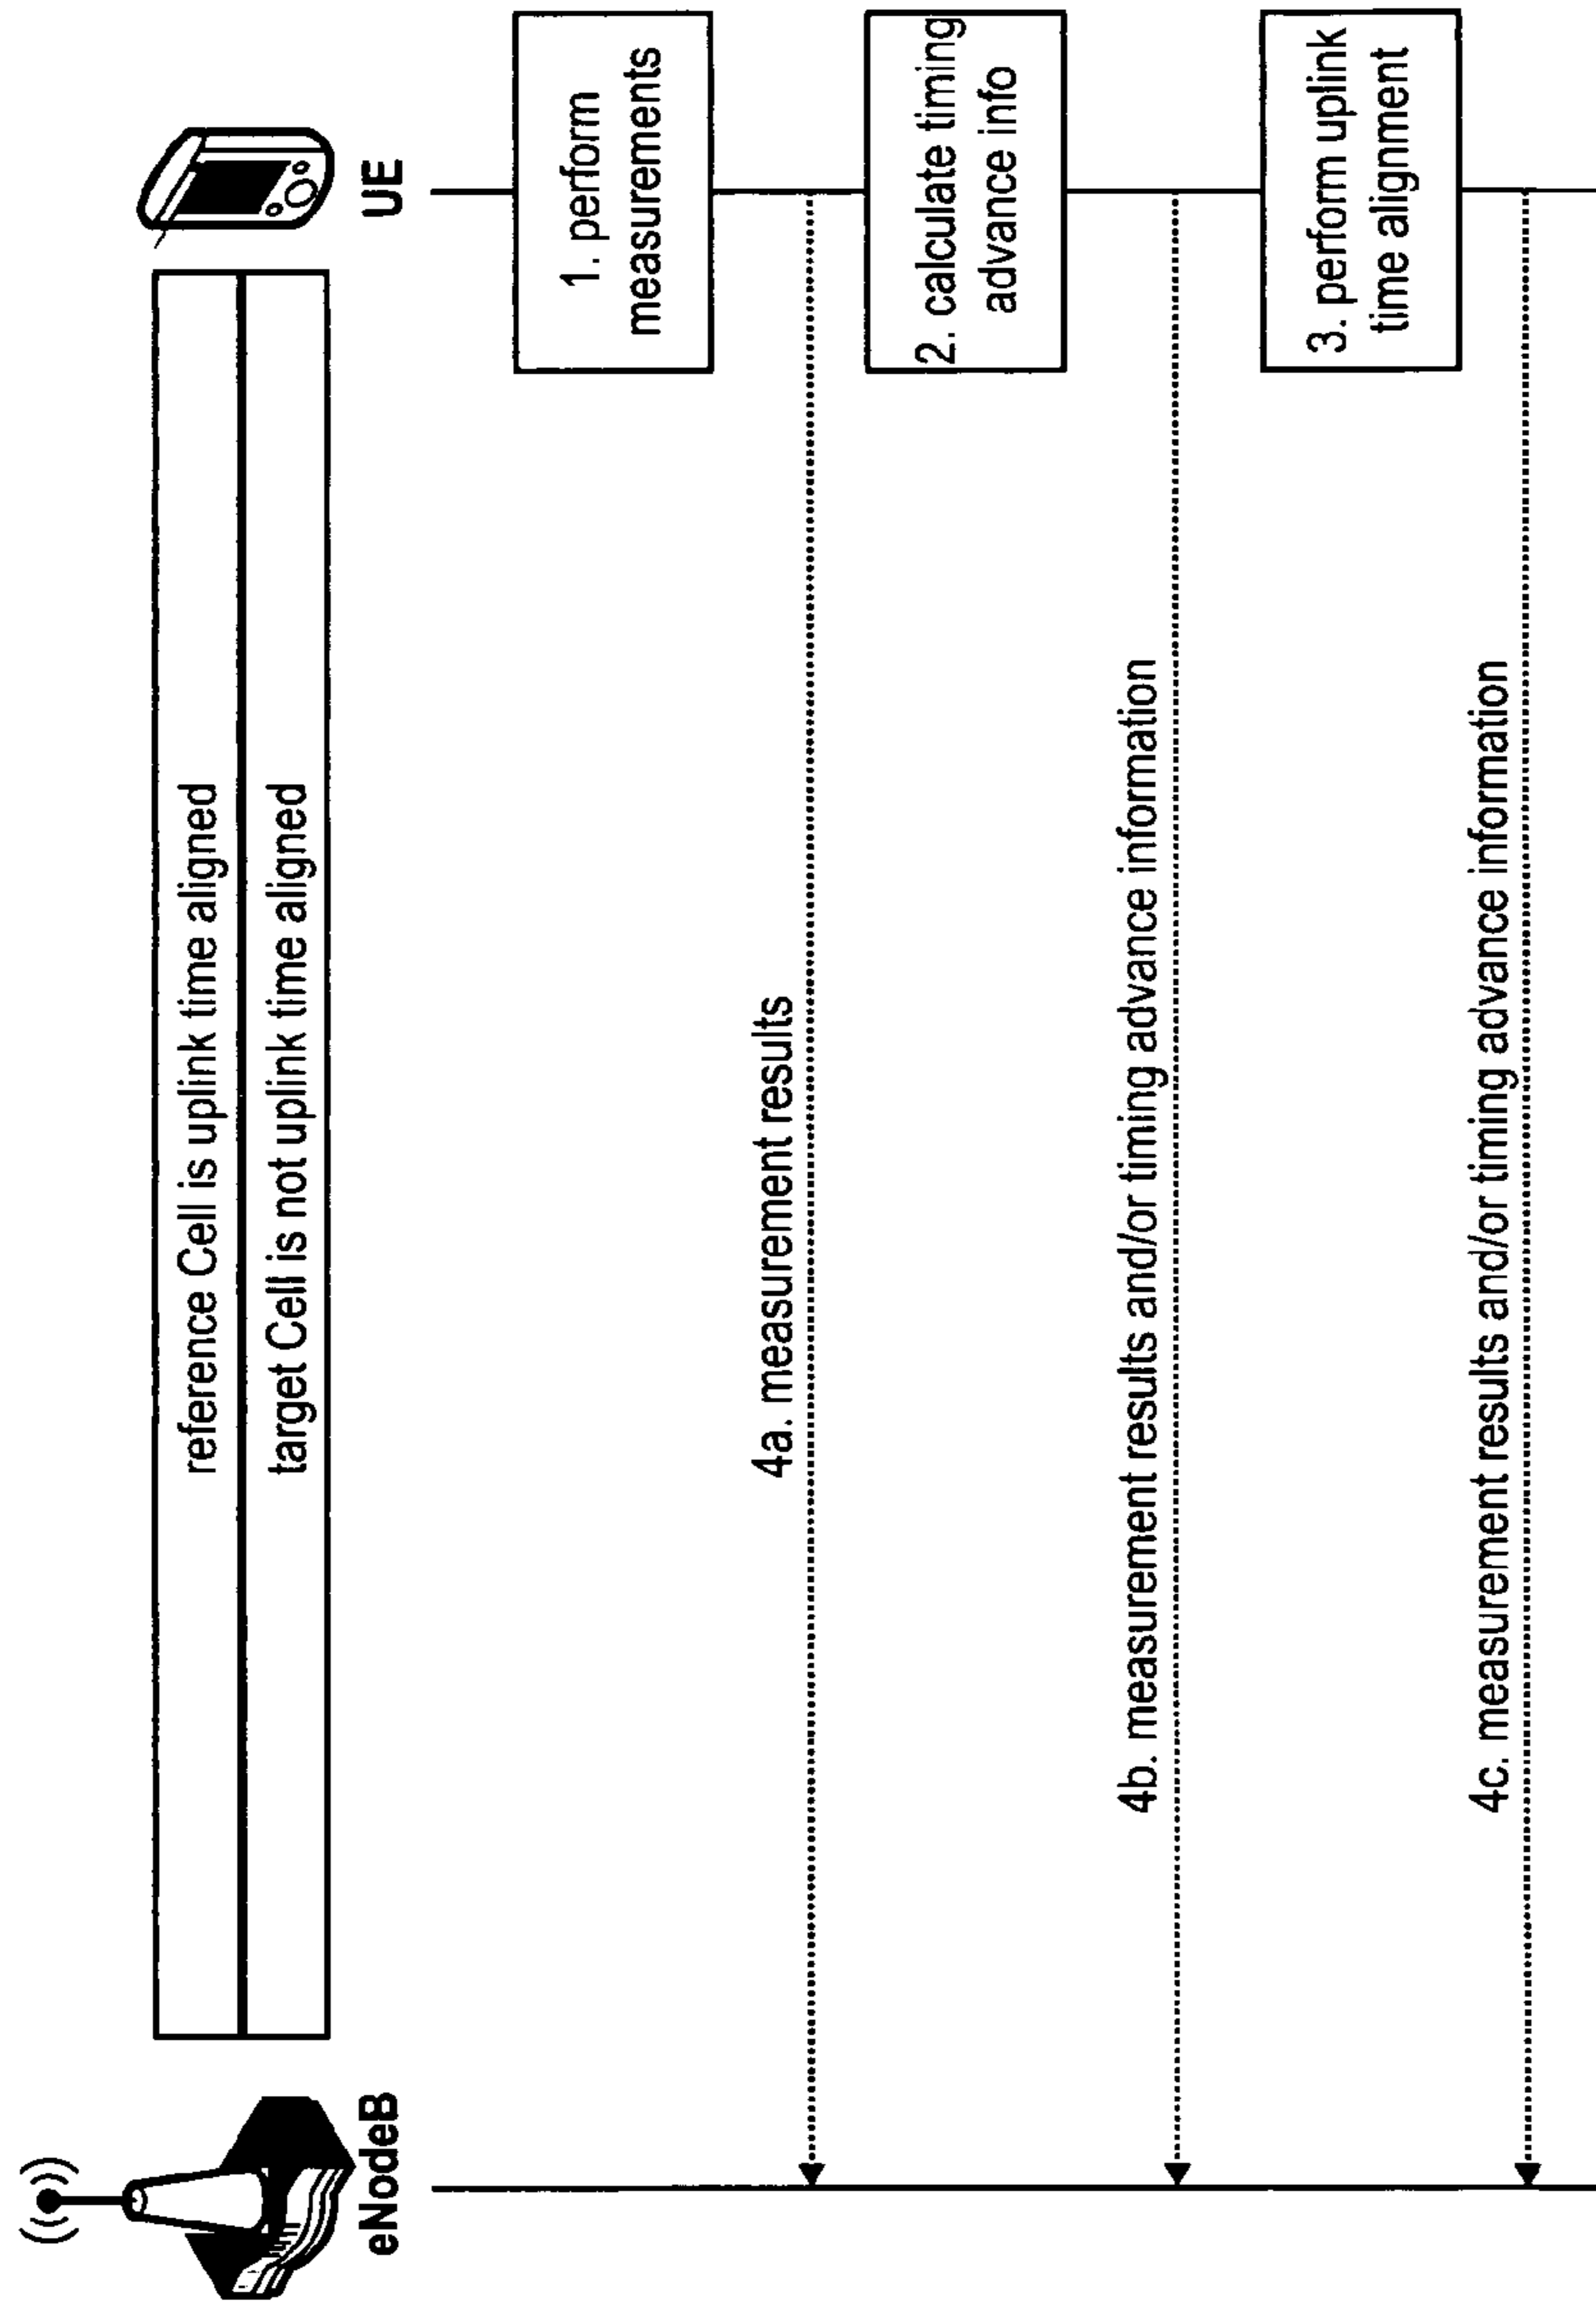 eNodeB
UE
reference Cell is uplink time aligned
target Cell is not uplink time aligned
1. perform
measurements
4a. measurement results
2. calculate timing
advance info
4b. measurement results and/or timing advance information
3. perform uplink
time alignment
4c. measurement results and/or timing advance information